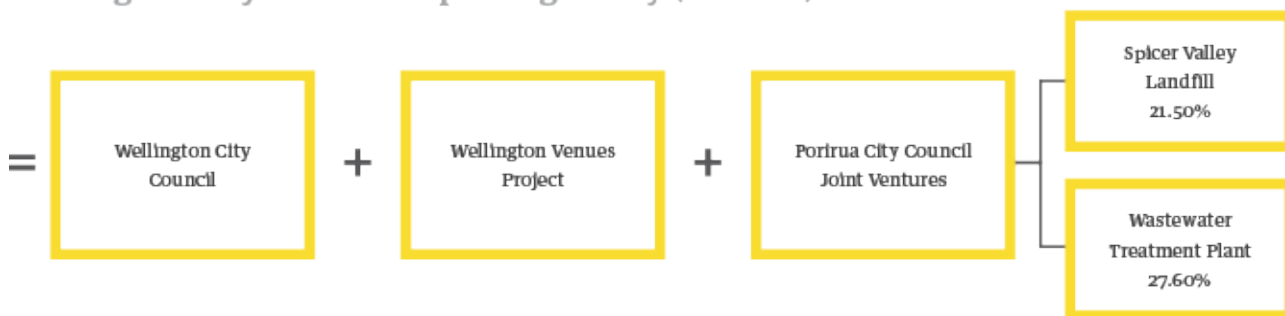 =
Wellington City
Council
+
Wellington Venues
Project
+
Porirua City Council
Joint Ventures
Spicer Valley
Landfill
21.50%
Wastewater
Treatment Plant
27.60%